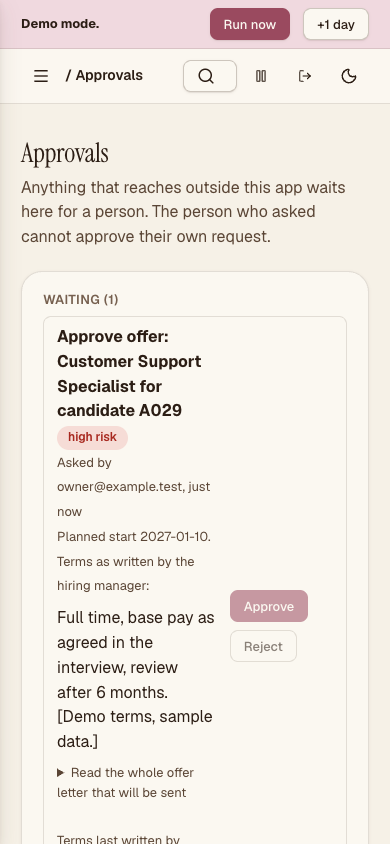 Demo mode.
Run now
+1 day
/ Approvals
Approvals
Anything that reaches outside this app waits
here for a person. The person who asked
cannot approve their own request.
WAITING (1)
Approve offer:
Customer Support
Specialist for
candidate A029
high risk
Asked by
owner@example.test, just
now
Planned start 2027-01-10.
Terms as written by the
hiring manager:
Full time, base pay as
agreed in the
interview, review
after 6 months.
[Demo terms, sample
data.]
Approve
Reject
Read the whole offer
letter that will be sent
Terms last written by